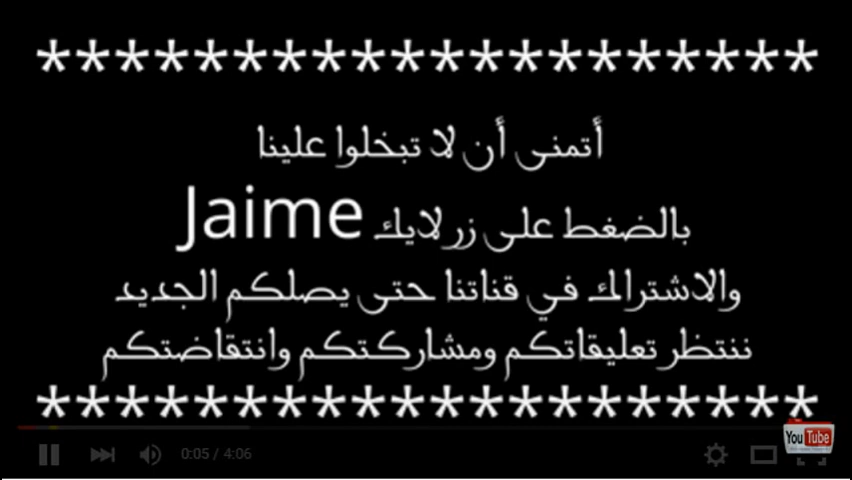 ********************
أتمنى أن لا تبخلوا علينا
بالضغط على زر لايك Jaime
والاشتراك في قناتنا حتى يصلكم الجديد
ننتظر تعليقاتكم ومشاركتكم وانتقاضتكم
********************
0:05 / 4:06
YouTube